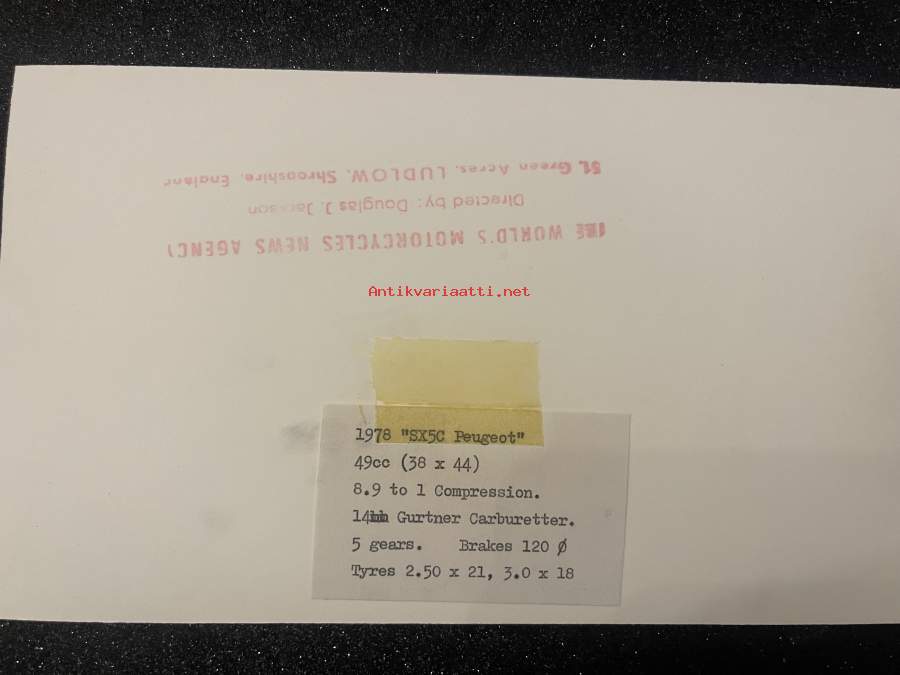 THE WORLD'S MOTORCYCLES NEWS AGENCY
Directed by: Douglas J. Jackson
51, Green Acres, LUDLOW, Shropshire, England
Antikvariaatti.net
1978 "SX5C Peugeot"
49cc (38 x 44)
8.9 to 1 Compression.
14 Gurtner Carburetter.
5 gears. Brakes 120 ø
Tyres 2.50 x 21, 3.0 x 18